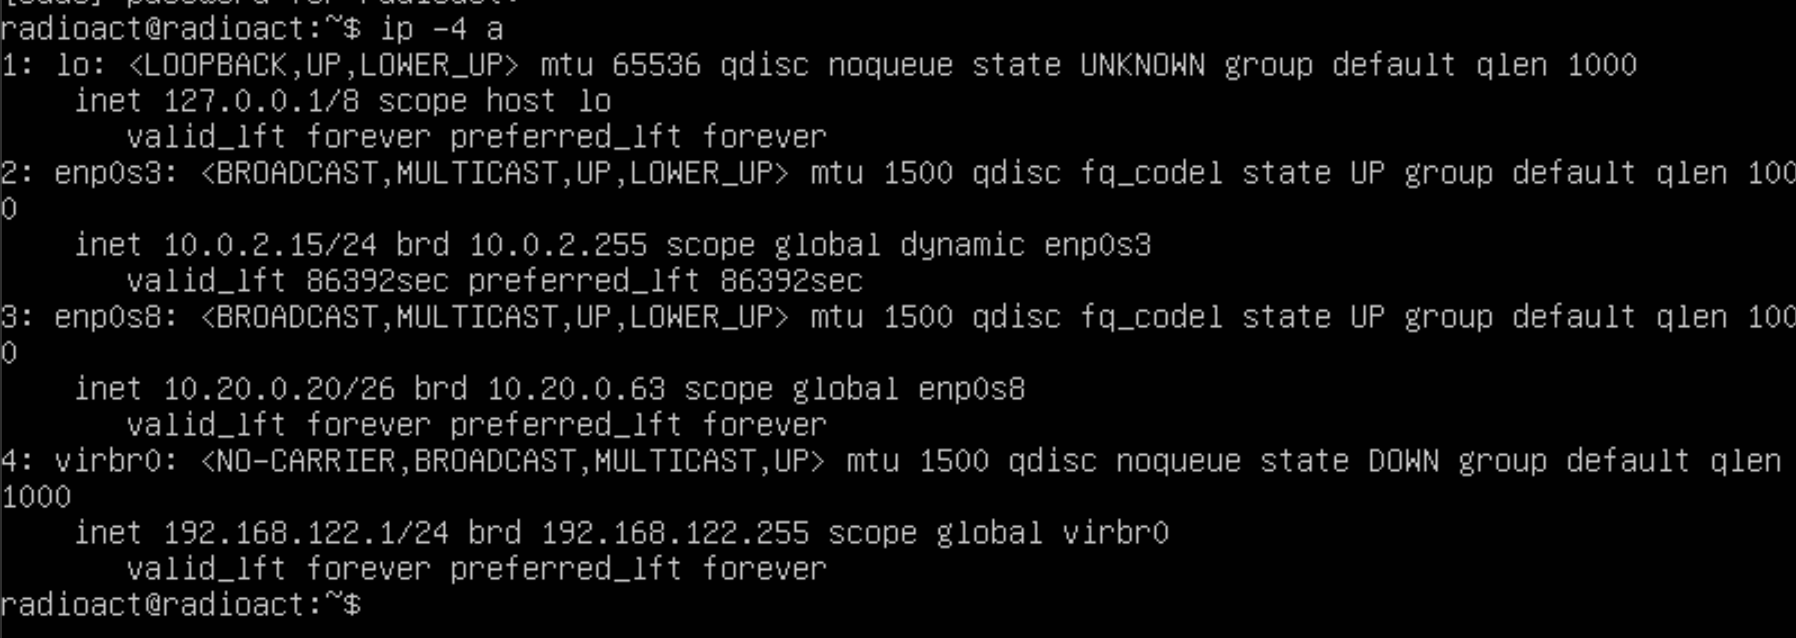 [sudo] password for radioact:
radioact@radioact:~$ ip -4 a
1: lo: <LOOPBACK,UP,LOWER_UP> mtu 65536 qdisc noqueue state UNKNOWN group default qlen 1000
    inet 127.0.0.1/8 scope host lo
       valid_lft forever preferred_lft forever
2: enp0s3: <BROADCAST,MULTICAST,UP,LOWER_UP> mtu 1500 qdisc fq_codel state UP group default qlen 100
0
    inet 10.0.2.15/24 brd 10.0.2.255 scope global dynamic enp0s3
       valid_lft 86392sec preferred_lft 86392sec
3: enp0s8: <BROADCAST,MULTICAST,UP,LOWER_UP> mtu 1500 qdisc fq_codel state UP group default qlen 100
0
    inet 10.20.0.20/26 brd 10.20.0.63 scope global enp0s8
       valid_lft forever preferred_lft forever
4: virbr0: <NO-CARRIER,BROADCAST,MULTICAST,UP> mtu 1500 qdisc noqueue state DOWN group default qlen
1000
    inet 192.168.122.1/24 brd 192.168.122.255 scope global virbr0
       valid_lft forever preferred_lft forever
radioact@radioact:~$